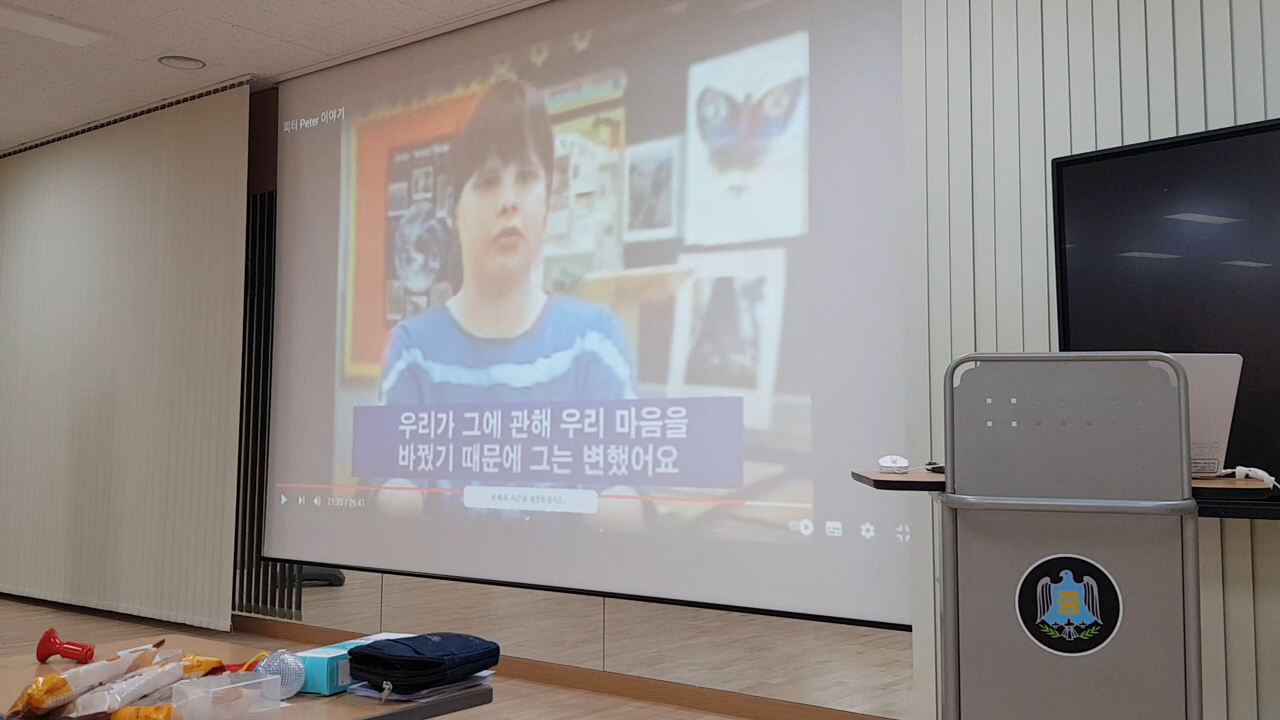 피터 Peter 이야기
우리가 그에 관해 우리 마음을
바꿨기 때문에 그는 변했어요
21:35 / 26:41
중